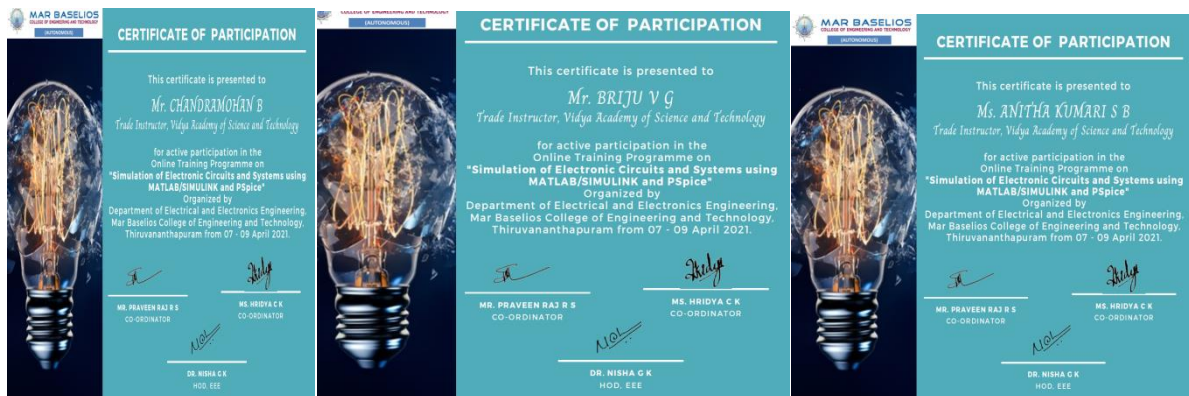 MAR BASELIOS
COLLEGE OF ENGINEERING AND TECHNOLOGY
(AUTONOMOUS)
CERTIFICATE OF PARTICIPATION
This certificate is presented to
Mr. CHANDRAMOHAN B
Trade Instructor, Vidya Academy of Science and Technology
for active participation in the
Online Training Programme on
"Simulation of Electronic Circuits and Systems using
MATLAB/SIMULINK and PSpice"
Organized by
Department of Electrical and Electronics Engineering,
Mar Baselios College of Engineering and Technology,
Thiruvananthapuram from 07 - 09 April 2021.
Hridya
MR. PRAVEEN RAJ R S
CO-ORDINATOR
MS. HRIDYA C K
CO-ORDINATOR
DR. NISHA G K
HOD, EEE
COLLEGE OF ENGINEERING AND TECHNOLOGY
(AUTONOMOUS)
CERTIFICATE OF PARTICIPATION
This certificate is presented to
Mr. BRIJU V G
Trade Instructor, Vidya Academy of Science and Technology
for active participation in the
Online Training Programme on
"Simulation of Electronic Circuits and Systems using
MATLAB/SIMULINK and PSpice"
Organized by
Department of Electrical and Electronics Engineering,
Mar Baselios College of Engineering and Technology,
Thiruvananthapuram from 07 - 09 April 2021.
Hridya
MR. PRAVEEN RAJ R S
CO-ORDINATOR
MS. HRIDYA C K
CO-ORDINATOR
DR. NISHA G K
HOD, EEE
MAR BASELIOS
COLLEGE OF ENGINEERING AND TECHNOLOGY
(AUTONOMOUS)
CERTIFICATE OF PARTICIPATION
This certificate is presented to
Ms. ANITHA KUMARI S B
Trade Instructor, Vidya Academy of Science and Technology
for active participation in the
Online Training Programme on
"Simulation of Electronic Circuits and Systems using
MATLAB/SIMULINK and PSpice"
Organized by
Department of Electrical and Electronics Engineering,
Mar Baselios College of Engineering and Technology,
Thiruvananthapuram from 07 - 09 April 2021.
Hridya
MR. PRAVEEN RAJ R S
CO-ORDINATOR
MS. HRIDYA C K
CO-ORDINATOR
DR. NISHA G K
HOD, EEE